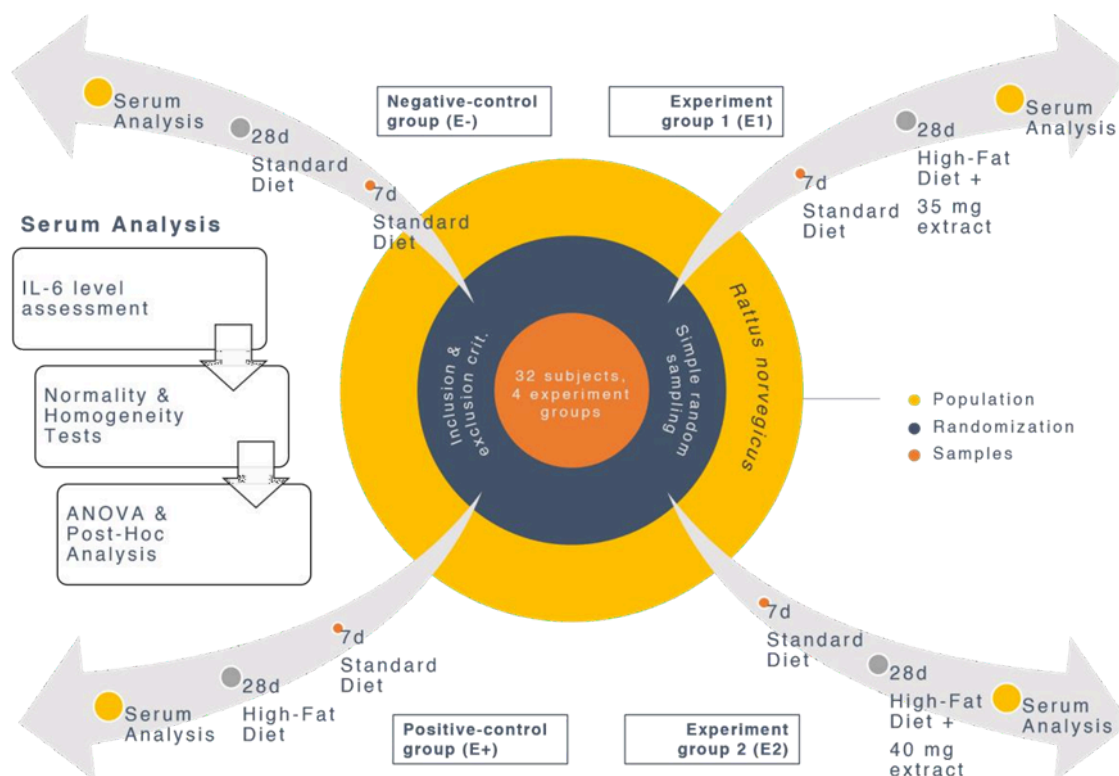 Negative-control
group (E-)
Experiment
group 1 (E1)
Serum
Analysis
28d
Standard
Diet
7d
Standard
Diet
7d
Standard
Diet
28d
High-Fat
Diet +
35 mg
extract
Serum
Analysis
Serum Analysis
IL-6 level
assessment
Normality &
Homogeneity
Tests
ANOVA &
Post-Hoc
Analysis
Inclusion &
exclusion crit.
32 subjects,
4 experiment
groups
Simple random
sampling
Rattus norvegicus
Population
Randomization
Samples
7d
Standard
Diet
28d
High-Fat
Diet
Serum
Analysis
7d
Standard
Diet
28d
High-Fat
Diet +
40 mg
extract
Serum
Analysis
Positive-control
group (E+)
Experiment
group 2 (E2)